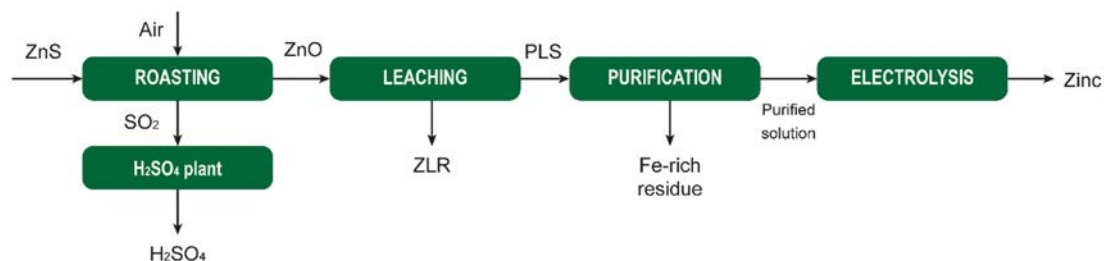 Air
ZnS
ZnO
PLS
ROASTING
LEACHING
PURIFICATION
ELECTROLYSIS
Zinc
SO₂
Purified
solution
H₂SO₄ plant
ZLR
Fe-rich
residue
H₂SO₄